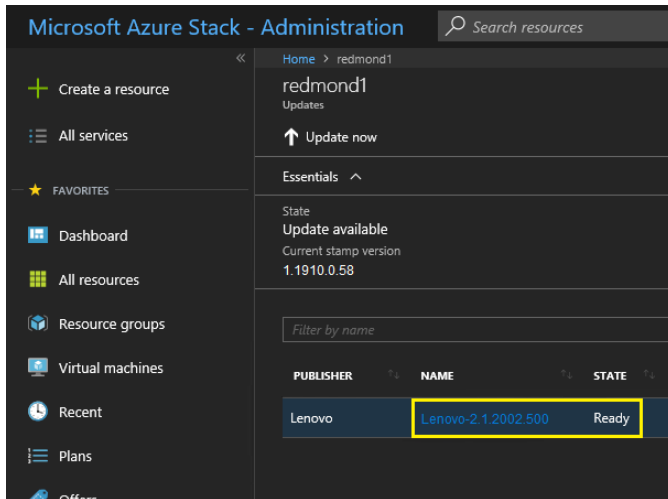 Microsoft Azure Stack - Administration
Search resources
Home > redmond1
redmond1
Updates
Create a resource
Update now
All services
Essentials
FAVORITES
State
Update available
Dashboard
Current stamp version
1.1910.0.58
All resources
Resource groups
Filter by name
Virtual machines
PUBLISHER NAME STATE
Recent
Lenovo Lenovo-2.1.2002.500 Ready
Plans
Offers